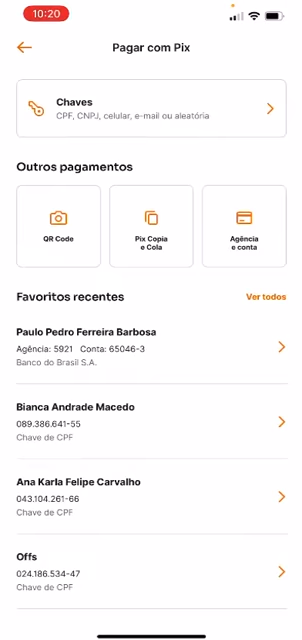 10:20
Pagar com Pix
Chaves
CPF, CNPJ, celular, e-mail ou aleatória
Outros pagamentos
QR Code
Pix Copia
e Cola
Agência
e conta
Favoritos recentes
Ver todos
Paulo Pedro Ferreira Barbosa
Agência: 5921 Conta: 65046-3
Banco do Brasil S.A.
Bianca Andrade Macedo
089.386.641-55
Chave de CPF
Ana Karla Felipe Carvalho
043.104.261-66
Chave de CPF
Offs
024.186.534-47
Chave de CPF